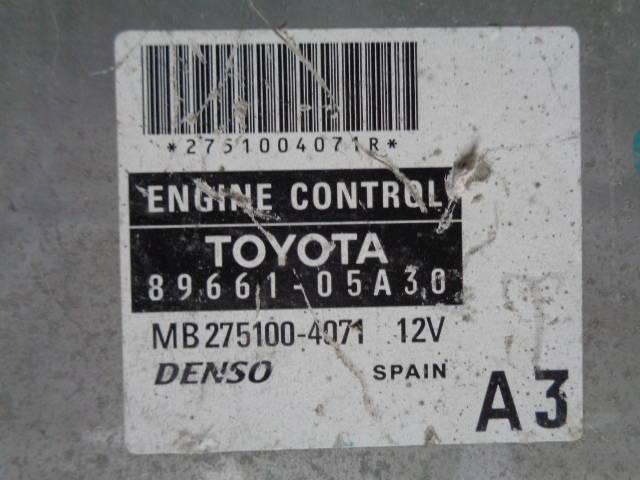 *2751004071R*
ENGINE CONTROL
TOYOTA
89661-05A30
MB275100-4071 12V
DENSO SPAIN
A3